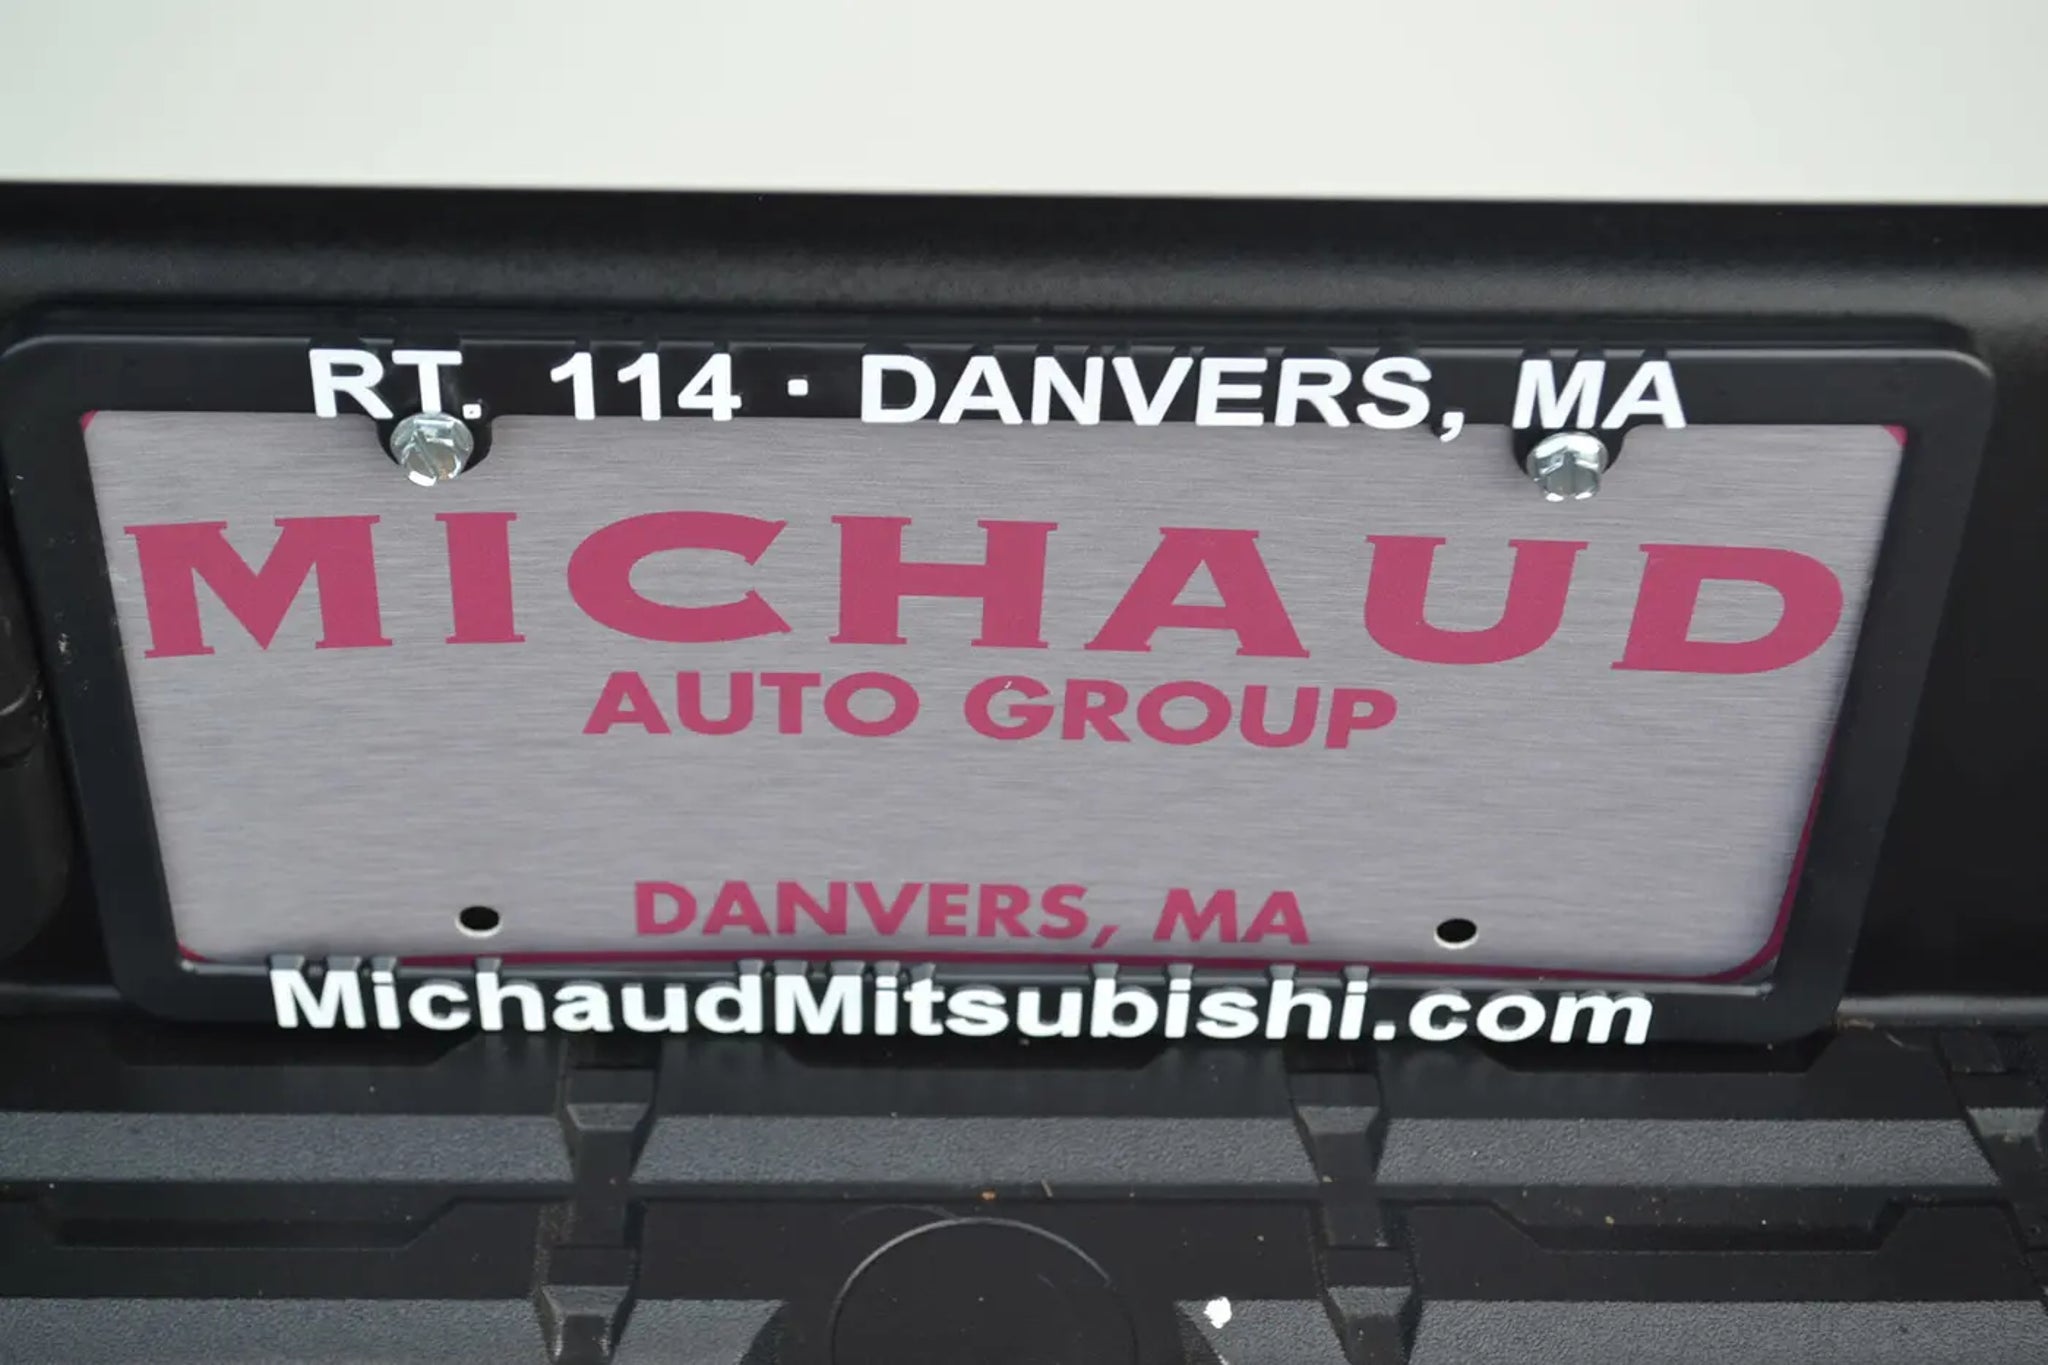 RT. 114 · DANVERS, MA
MICHAUD
AUTO GROUP
DANVERS, MA
MichaudMitsubishi.com